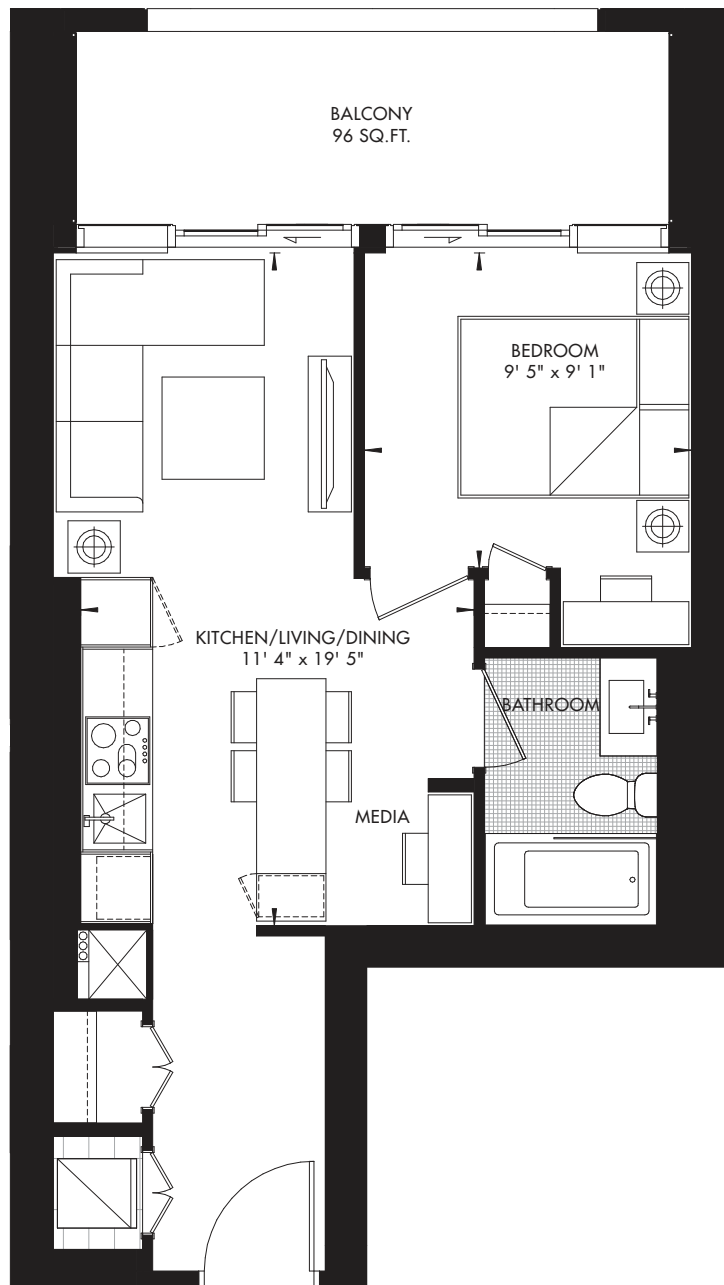 BALCONY
96 SQ.FT.
BEDROOM
9' 5" x 9' 1"
KITCHEN/LIVING/DINING
11' 4" x 19' 5"
BATHROOM
MEDIA